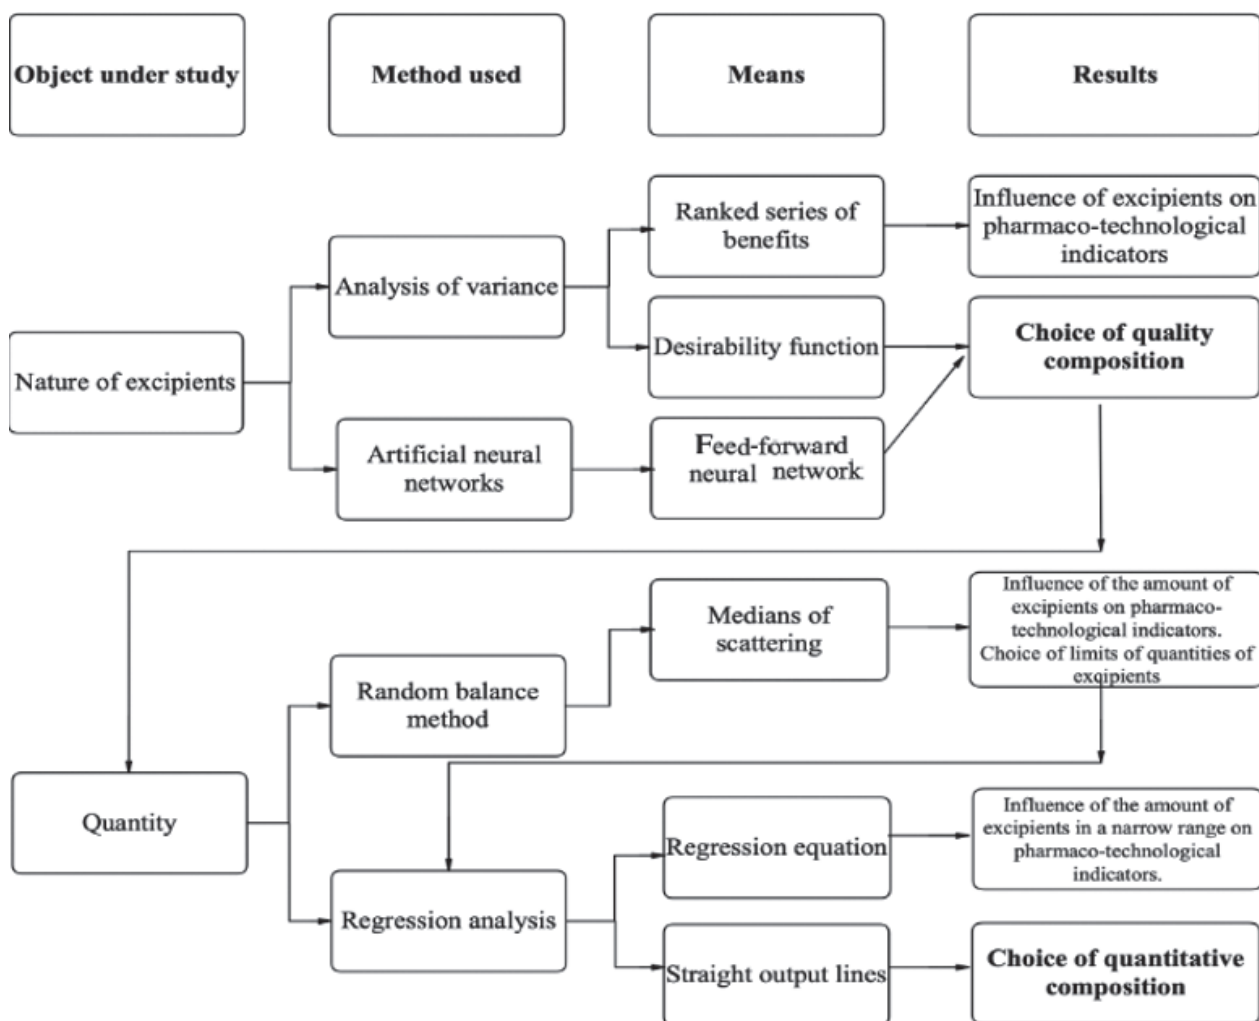 Object under study
Method used
Means
Results
Ranked series of
benefits
Influence of excipients on
pharmaco-technological
indicators
Analysis of variance
Nature of excipients
Desirability function
Choice of quality
composition
Artificial neural
networks
Feed-forward
neural network
Medians of
scattering
Influence of the amount of
excipients on pharmaco-
technological indicators.
Choice of limits of quantities of
excipients
Random balance
method
Quantity
Regression equation
Influence of the amount of
excipients in a narrow range on
pharmaco-technological
indicators.
Regression analysis
Straight output lines
Choice of quantitative
composition